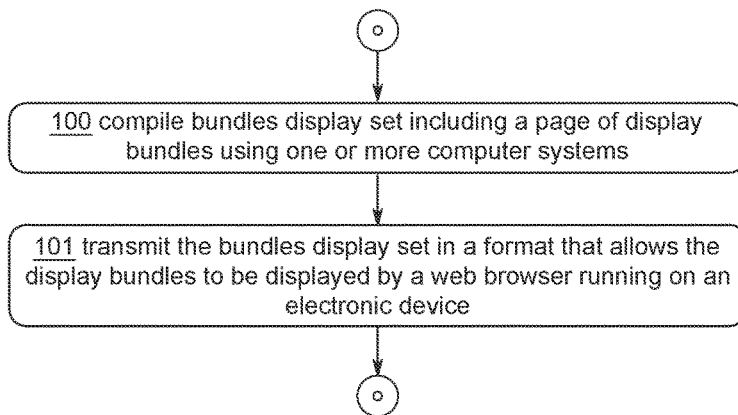 100 compile bundles display set including a page of display
bundles using one or more computer systems
101 transmit the bundles display set in a format that allows the
display bundles to be displayed by a web browser running on an
electronic device